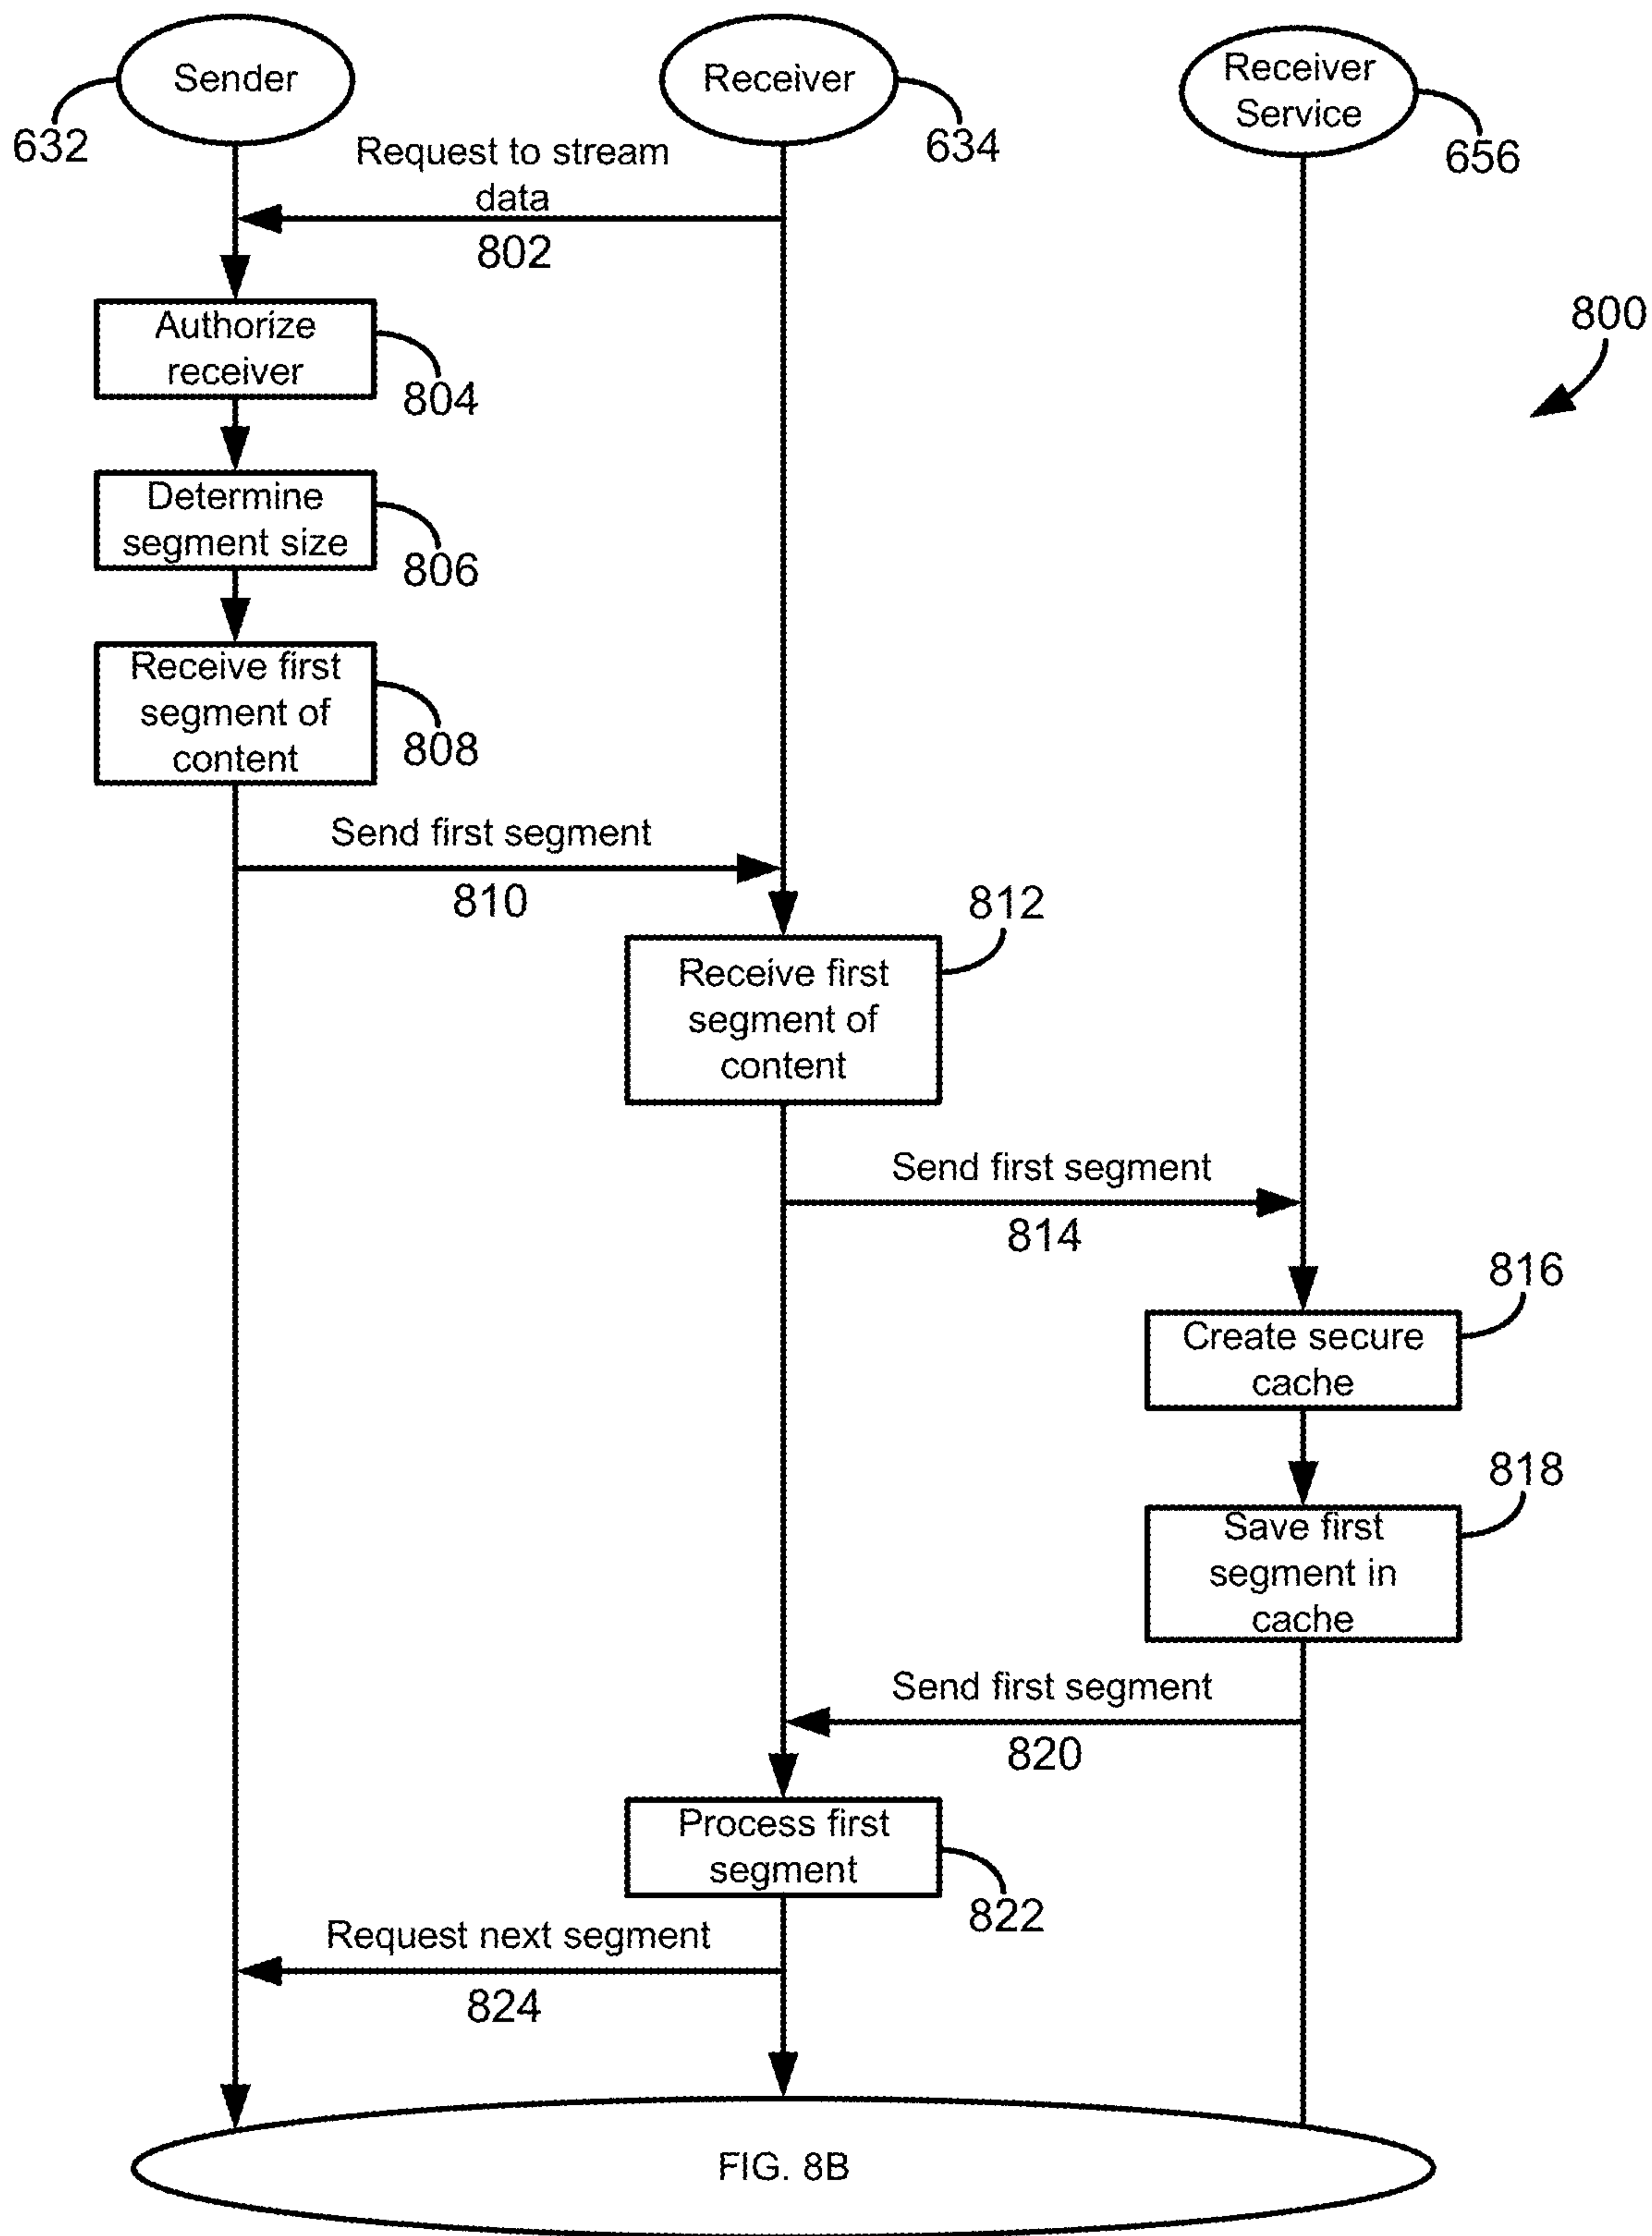 Sender
Receiver
Receiver
Service
632
634
656
Request to stream
data
802
800
Authorize
receiver
804
Determine
segment size
806
Receive first
segment of
content
808
Send first segment
810
812
Receive first
segment of
content
Send first segment
814
816
Create secure
cache
818
Save first
segment in
cache
Send first segment
820
Process first
segment
822
Request next segment
824
FIG. 8B